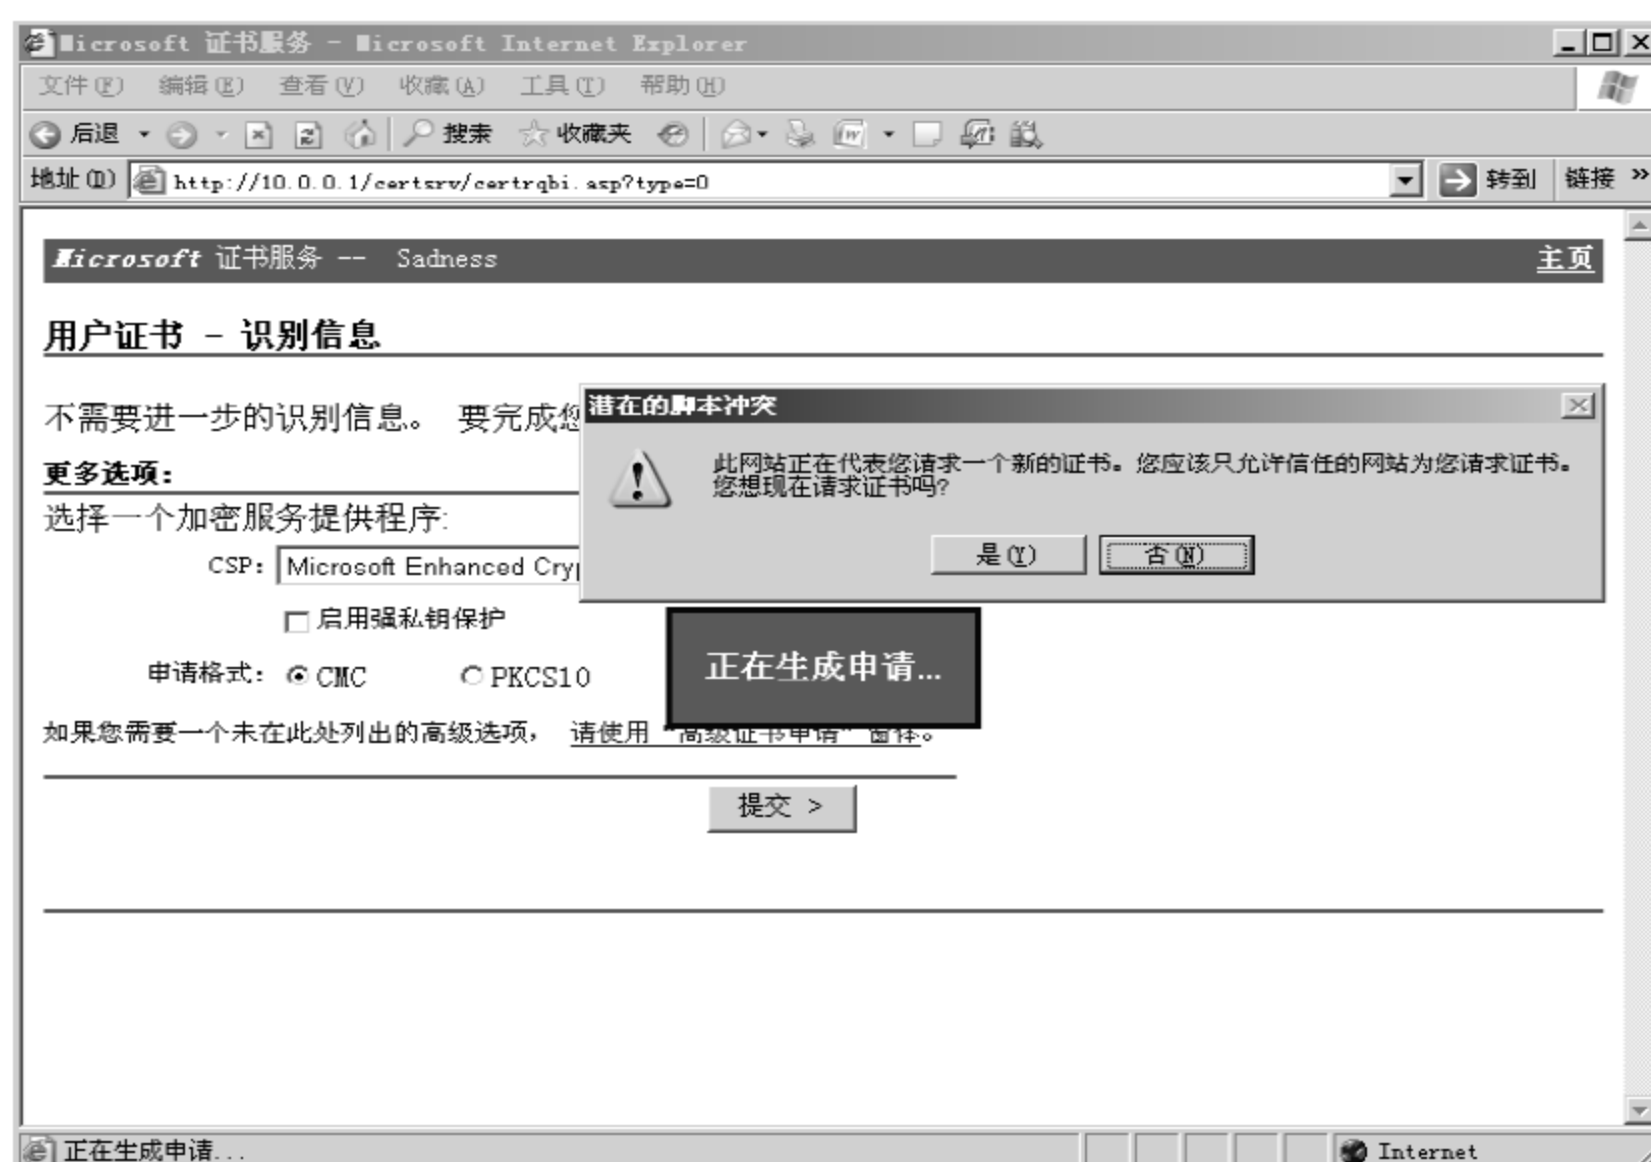 Microsoft 证书服务 - Microsoft Internet Explorer
文件(F) 编辑(E) 查看(V) 收藏(A) 工具(T) 帮助(H)
后退 搜索 收藏夹
地址(D) http://10.0.0.1/certsrv/certrqbi.asp?type=0 转到 链接 »
Microsoft 证书服务 -- Sadness 主页
用户证书 - 识别信息
不需要进一步的识别信息。 要完成您
潜在的脚本冲突
此网站正在代表您请求一个新的证书。您应该只允许信任的网站为您请求证书。
您想现在请求证书吗?
是(Y) 否(N)
更多选项:
选择一个加密服务提供程序:
CSP: Microsoft Enhanced Cry
启用强私钥保护
申请格式: CMC PKCS10
正在生成申请...
如果您需要一个未在此处列出的高级选项， 请使用 "高级证书申请" 窗体。
提交 >
正在生成申请... Internet